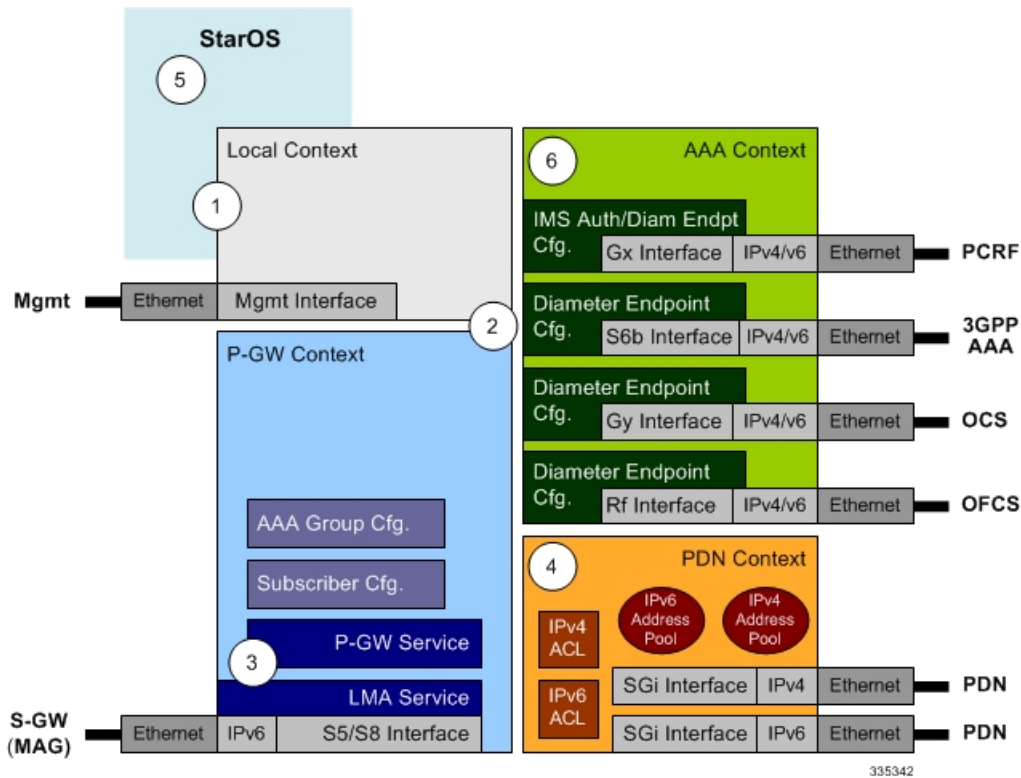 StarOS
5
Local Context
1
Mgmt
Ethernet
Mgmt Interface
2
P-GW Context
AAA Group Cfg.
Subscriber Cfg.
P-GW Service
3
LMA Service
S-GW
(MAG)
Ethernet
IPv6
S5/S8 Interface
6
AAA Context
IMS Auth/Diam Endpt
Cfg.
Gx Interface
IPv4/v6
Ethernet
PCRF
Diameter Endpoint
Cfg.
S6b Interface
IPv4/v6
Ethernet
3GPP
AAA
Diameter Endpoint
Cfg.
Gy Interface
IPv4/v6
Ethernet
OCS
Diameter Endpoint
Cfg.
Rf Interface
IPv4/v6
Ethernet
OFCS
4
PDN Context
IPv6
Address
Pool
IPv4
Address
Pool
IPv4
ACL
IPv6
ACL
SGi Interface
IPv4
Ethernet
PDN
SGi Interface
IPv6
Ethernet
PDN
335342